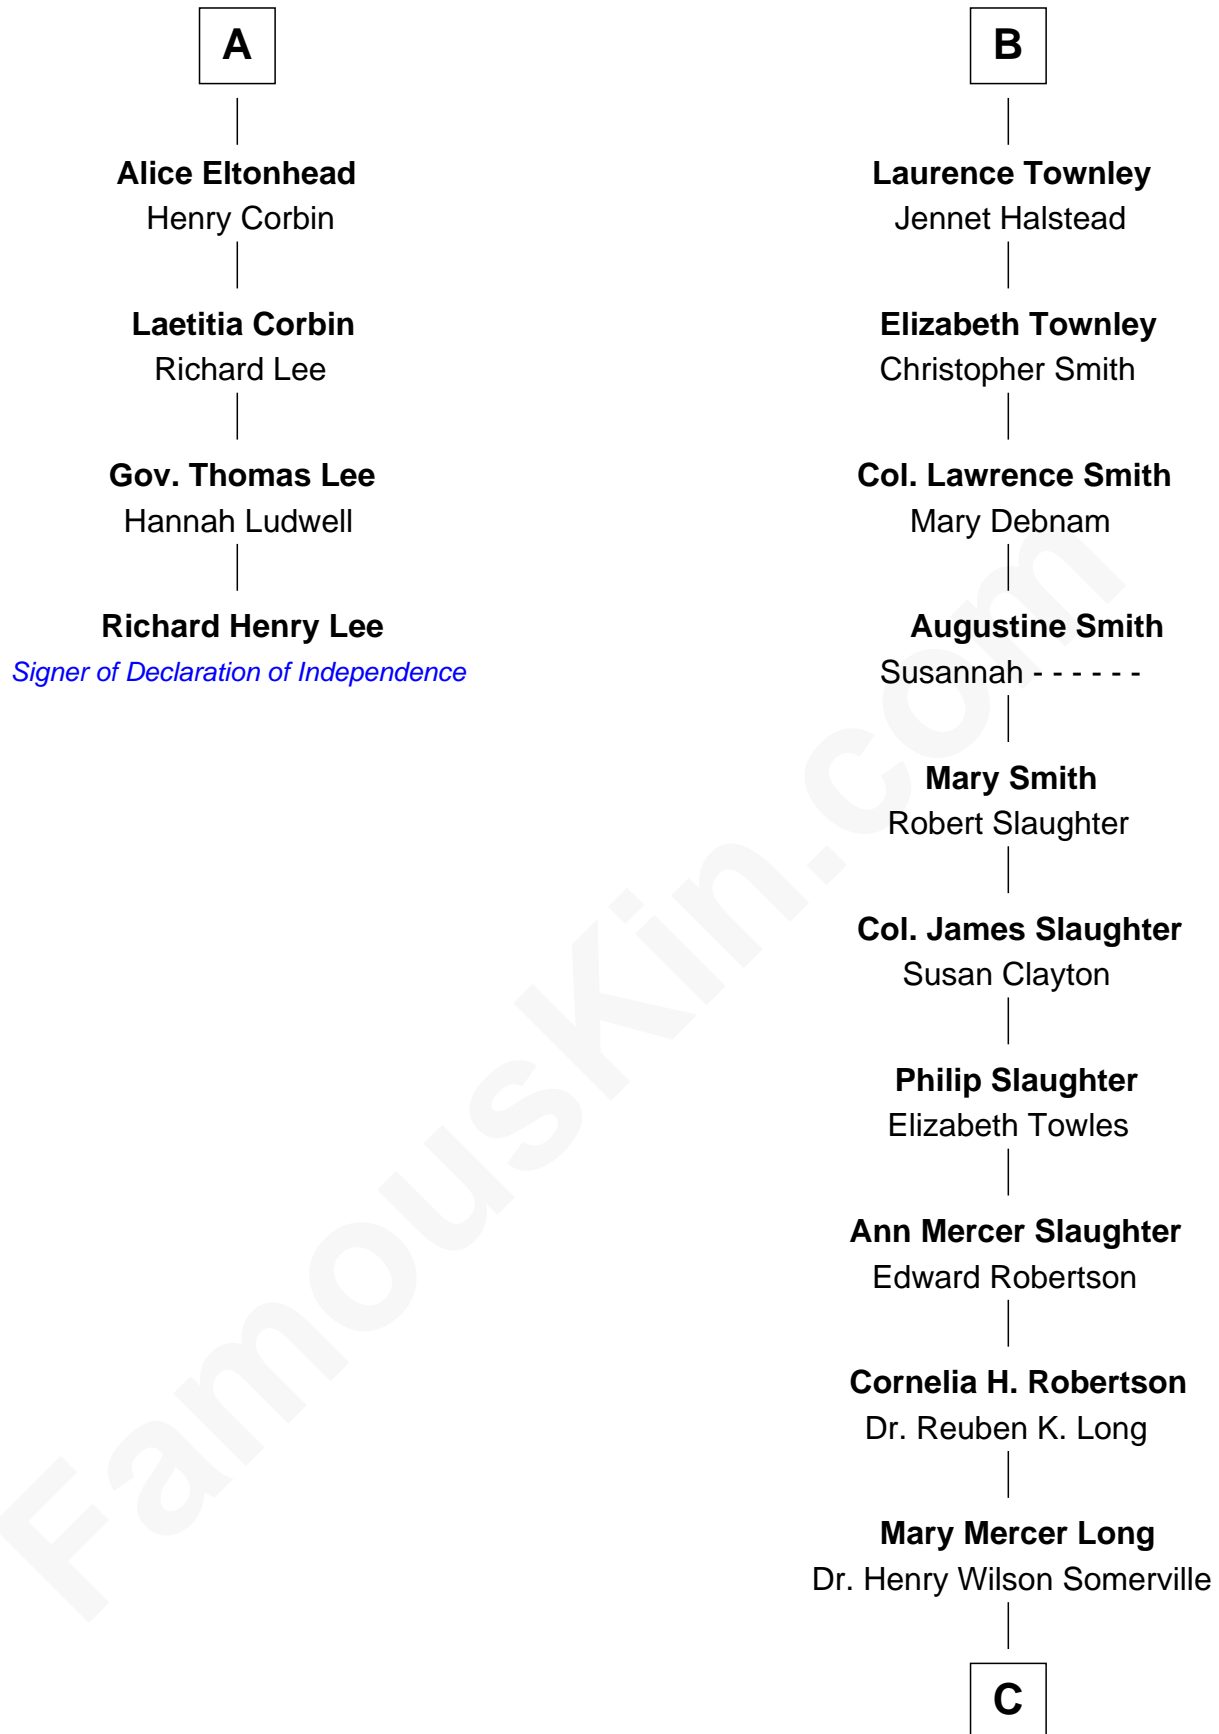 A
Alice Eltonhead
Henry Corbin
Laetitia Corbin
Richard Lee
Gov. Thomas Lee
Hannah Ludwell
Richard Henry Lee
Signer of Declaration of Independence
B
Laurence Townley
Jennet Halstead
Elizabeth Townley
Christopher Smith
Col. Lawrence Smith
Mary Debnam
Augustine Smith
Susannah - - - - - -
Mary Smith
Robert Slaughter
Col. James Slaughter
Susan Clayton
Philip Slaughter
Elizabeth Towles
Ann Mercer Slaughter
Edward Robertson
Cornelia H. Robertson
Dr. Reuben K. Long
Mary Mercer Long
Dr. Henry Wilson Somerville
C
FamousKin.com